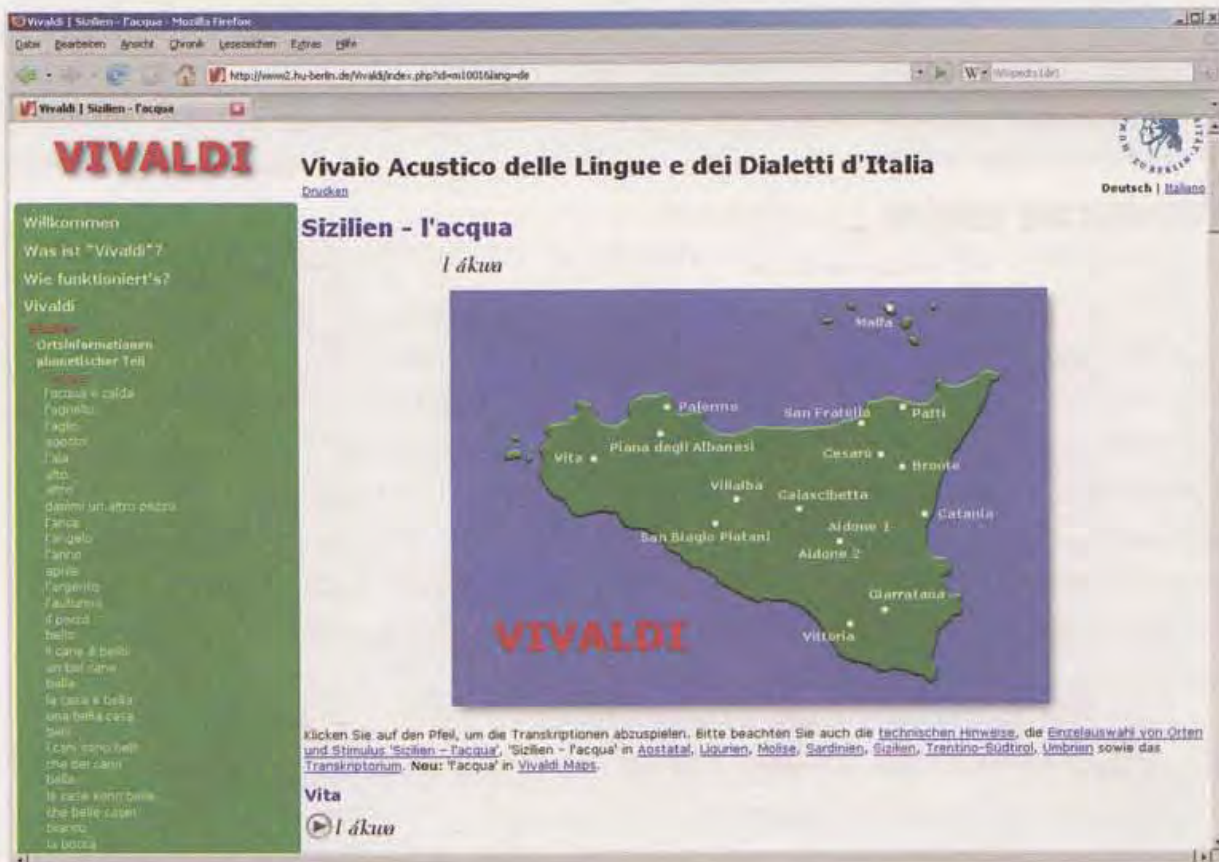 Vivaldi | Sizilien - l'acqua - Mozilla Firefox
Datei Bearbeiten Ansicht Chronik Lesezeichen Extras Hilfe
http://www2.hu-berlin.de/Vivaldi/index.php?id=m1001&lang=de
Vivaldi | Sizilien - l'acqua
VIVALDI
Vivaio Acustico delle Lingue e dei Dialetti d'Italia
Drucken
Deutsch | Italiano
Willkommen
Was ist "Vivaldi"?
Wie funktioniert's?
Vivaldi
Ortsinformationen
phonetischer Teil
l'acqua è calda
l'agnello
l'aglio
agosto
l'ala
alto
altro
dammi un altro pezzo
l'anca
l'angelo
l'anno
aprile
l'argento
l'autunno
bello
il cane è bello
un bel cane
bella
la casa è bella
una bella casa
belli
i cani sono belli
che bei cani
belle
le case sono belle
che belle case!
bianco
la bocca
Sizilien - l'acqua
l ákwɐ
Malfa
Palermo
San Fratello
Patti
Piana degli Albanesi
Vita
Cesarò
Bronte
Villalba
Calascibetta
Catania
San Biagio Platani
Aidone 1
Aidone 2
Giarratana
Vittoria
VIVALDI
Klicken Sie auf den Pfeil, um die Transkriptionen abzuspielen. Bitte beachten Sie auch die technischen Hinweise, die Einzelauswahl von Orten
und Stimulus 'Sizilien – l'acqua', 'Sizilien – l'acqua' in Aostatal, Ligurien, Molise, Sardinien, Sizilien, Trentino-Südtirol, Umbrien sowie das
Transkriptorium. Neu: 'l'acqua' in Vivaldi Maps.
Vita
l ákwɐ